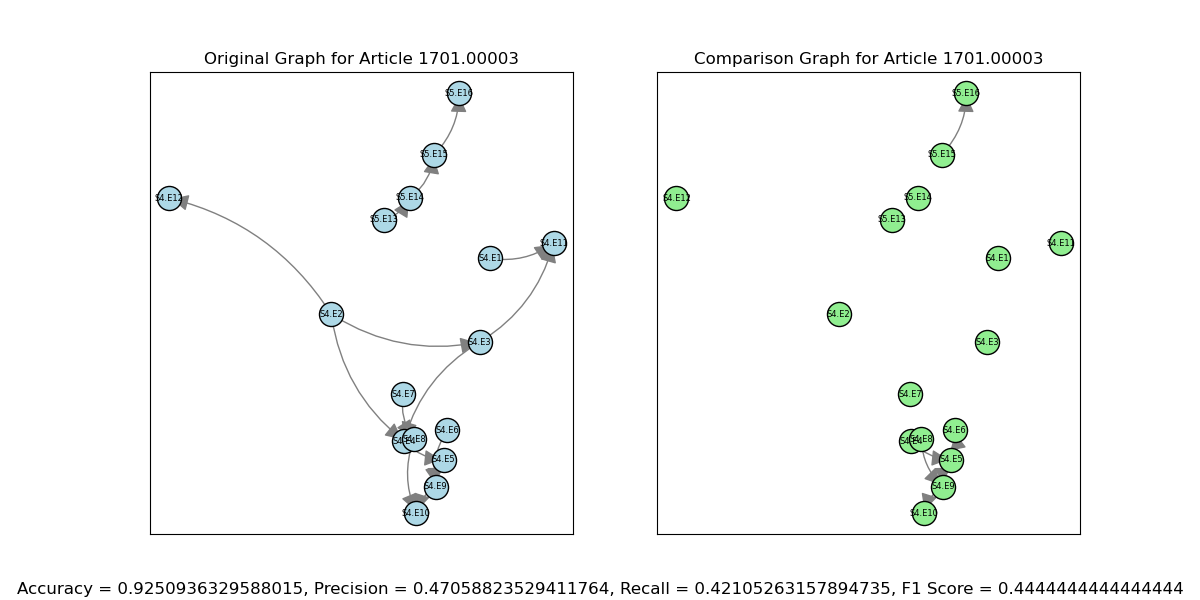 Original Graph for Article 1701.00003
S5.E16
S5.E15
S4.E12
S5.E14
S5.E13
S4.E11
S4.E1
S4.E2
S4.E3
S4.E7
S4.E6
S4.E8
S4.E5
S4.E9
S4.E10
Comparison Graph for Article 1701.00003
S5.E16
S5.E15
S4.E12
S5.E14
S5.E13
S4.E11
S4.E1
S4.E2
S4.E3
S4.E7
S4.E6
S4.E8
S4.E5
S4.E9
S4.E10
Accuracy = 0.9250936329588015, Precision = 0.47058823529411764, Recall = 0.42105263157894735, F1 Score = 0.4444444444444444